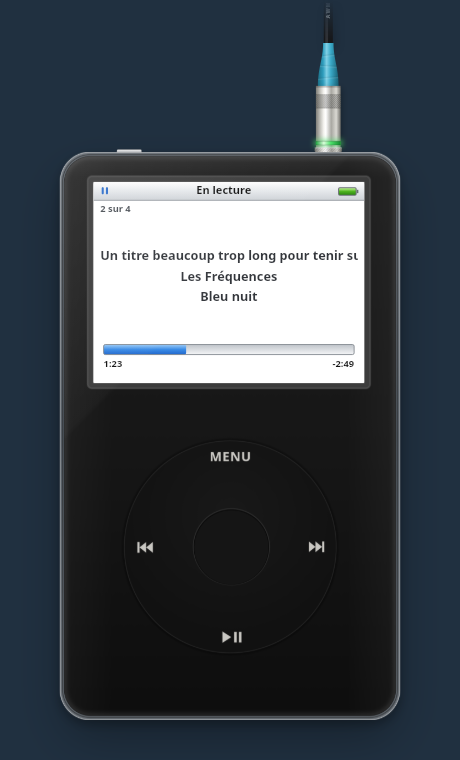 En lecture
2 sur 4
Un titre beaucoup trop long pour tenir su
Les Fréquences
Bleu nuit
1:23
-2:49
MENU